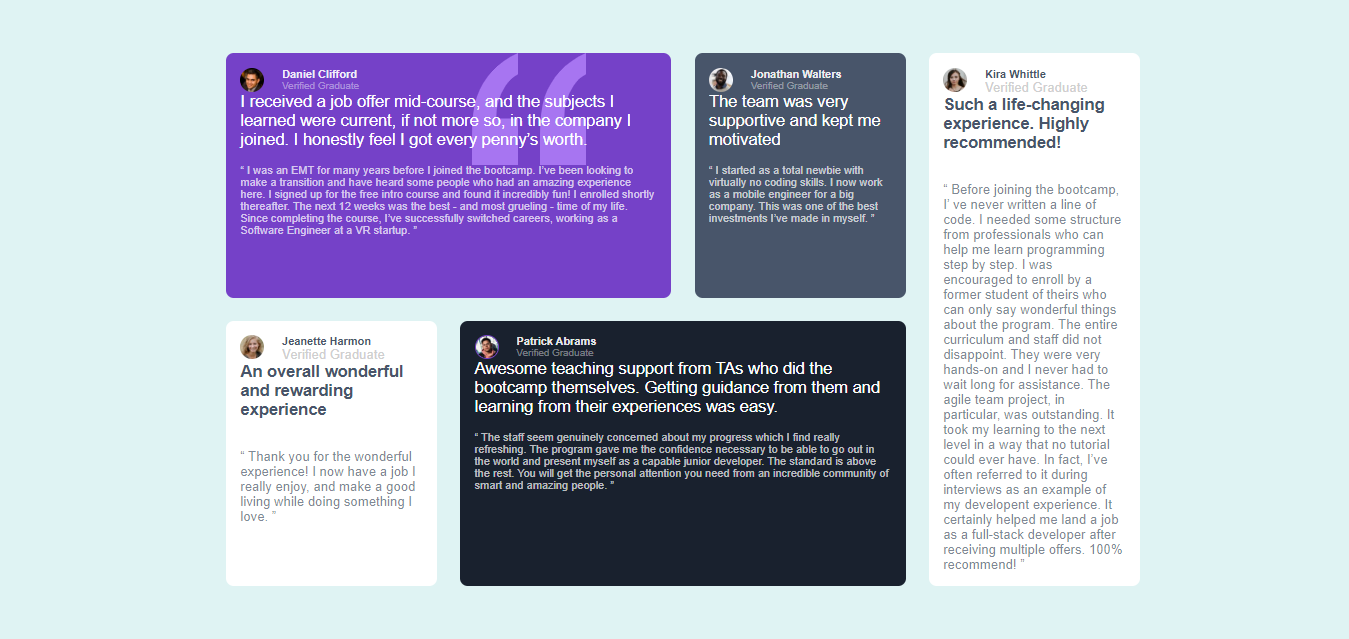 Daniel Clifford
Verified Graduate
I received a job offer mid-course, and the subjects I
learned were current, if not more so, in the company I
joined. I honestly feel I got every penny’s worth.
“ I was an EMT for many years before I joined the bootcamp. I’ve been looking to
make a transition and have heard some people who had an amazing experience
here. I signed up for the free intro course and found it incredibly fun! I enrolled shortly
thereafter. The next 12 weeks was the best - and most grueling - time of my life.
Since completing the course, I’ve successfully switched careers, working as a
Software Engineer at a VR startup. ”
Jonathan Walters
Verified Graduate
The team was very
supportive and kept me
motivated
“ I started as a total newbie with
virtually no coding skills. I now work
as a mobile engineer for a big
company. This was one of the best
investments I’ve made in myself. ”
Kira Whittle
Verified Graduate
Such a life-changing
experience. Highly
recommended!
“ Before joining the bootcamp,
I’ ve never written a line of
code. I needed some structure
from professionals who can
help me learn programming
step by step. I was
encouraged to enroll by a
former student of theirs who
can only say wonderful things
about the program. The entire
curriculum and staff did not
disappoint. They were very
hands-on and I never had to
wait long for assistance. The
agile team project, in
particular, was outstanding. It
took my learning to the next
level in a way that no tutorial
could ever have. In fact, I’ve
often referred to it during
interviews as an example of
my developent experience. It
certainly helped me land a job
as a full-stack developer after
receiving multiple offers. 100%
recommend! ”
Jeanette Harmon
Verified Graduate
An overall wonderful
and rewarding
experience
“ Thank you for the wonderful
experience! I now have a job I
really enjoy, and make a good
living while doing something I
love. ”
Patrick Abrams
Verified Graduate
Awesome teaching support from TAs who did the
bootcamp themselves. Getting guidance from them and
learning from their experiences was easy.
“ The staff seem genuinely concerned about my progress which I find really
refreshing. The program gave me the confidence necessary to be able to go out in
the world and present myself as a capable junior developer. The standard is above
the rest. You will get the personal attention you need from an incredible community of
smart and amazing people. ”